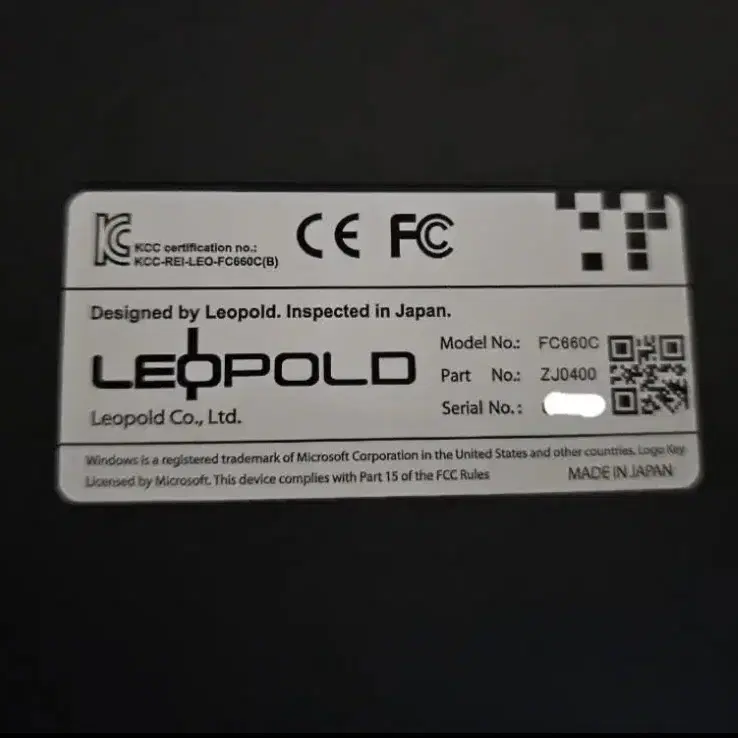 KCC certification no.:
KCC-REI-LEO-FC660C(B)
CE FC
Designed by Leopold. Inspected in Japan.
LEOPOLD
Leopold Co., Ltd.
Model No.: FC660C
Part No.: ZJ0400
Serial No.:
Windows is a registered trademark of Microsoft Corporation in the United States and other countries. Logo Key
Licensed by Microsoft. This device complies with Part 15 of the FCC Rules
MADE IN JAPAN